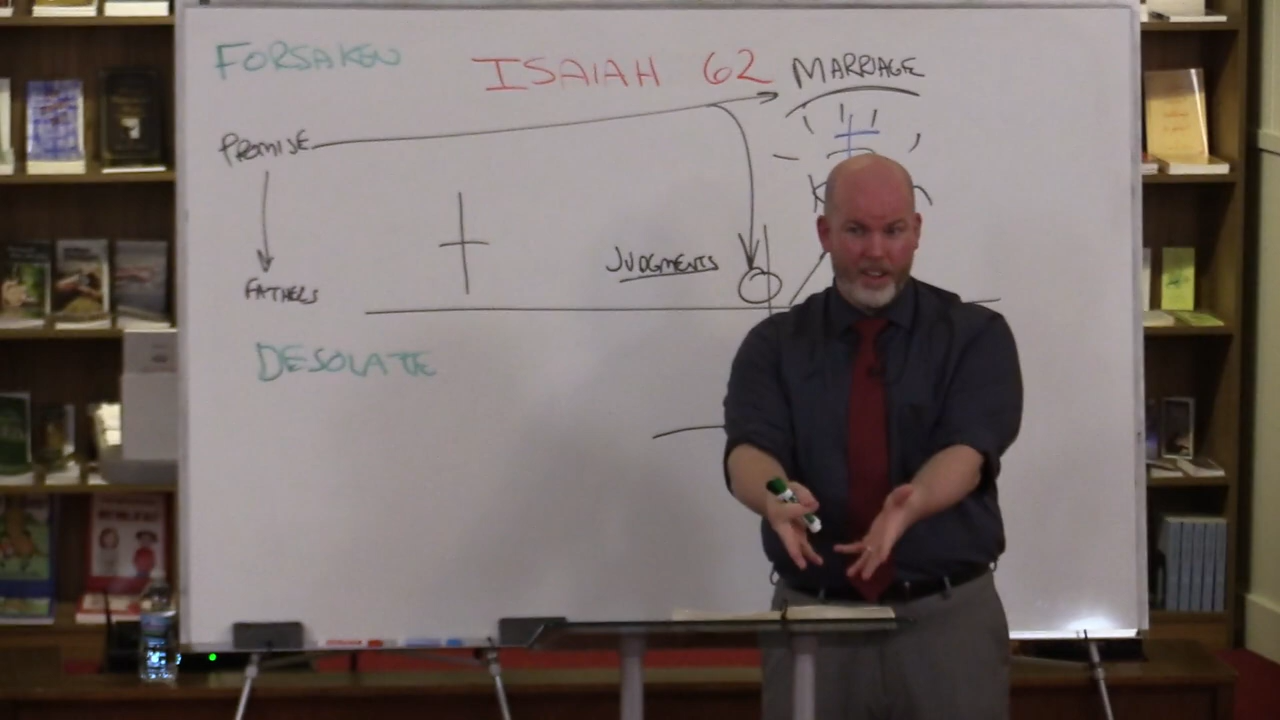 FORSAKEN
ISAIAH 62
MARRIAGE
PROMISE
JUDGMENTS
FATHERS
DESOLATE